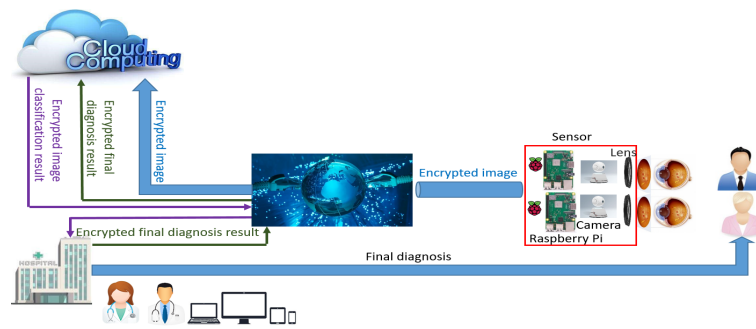 Cloud
Computing
Encrypted image
classification result
Encrypted final
diagnosis result
Encrypted image
Encrypted image
Sensor
Lens
Camera
Raspberry Pi
Encrypted final diagnosis result
HOSPITAL
Final diagnosis